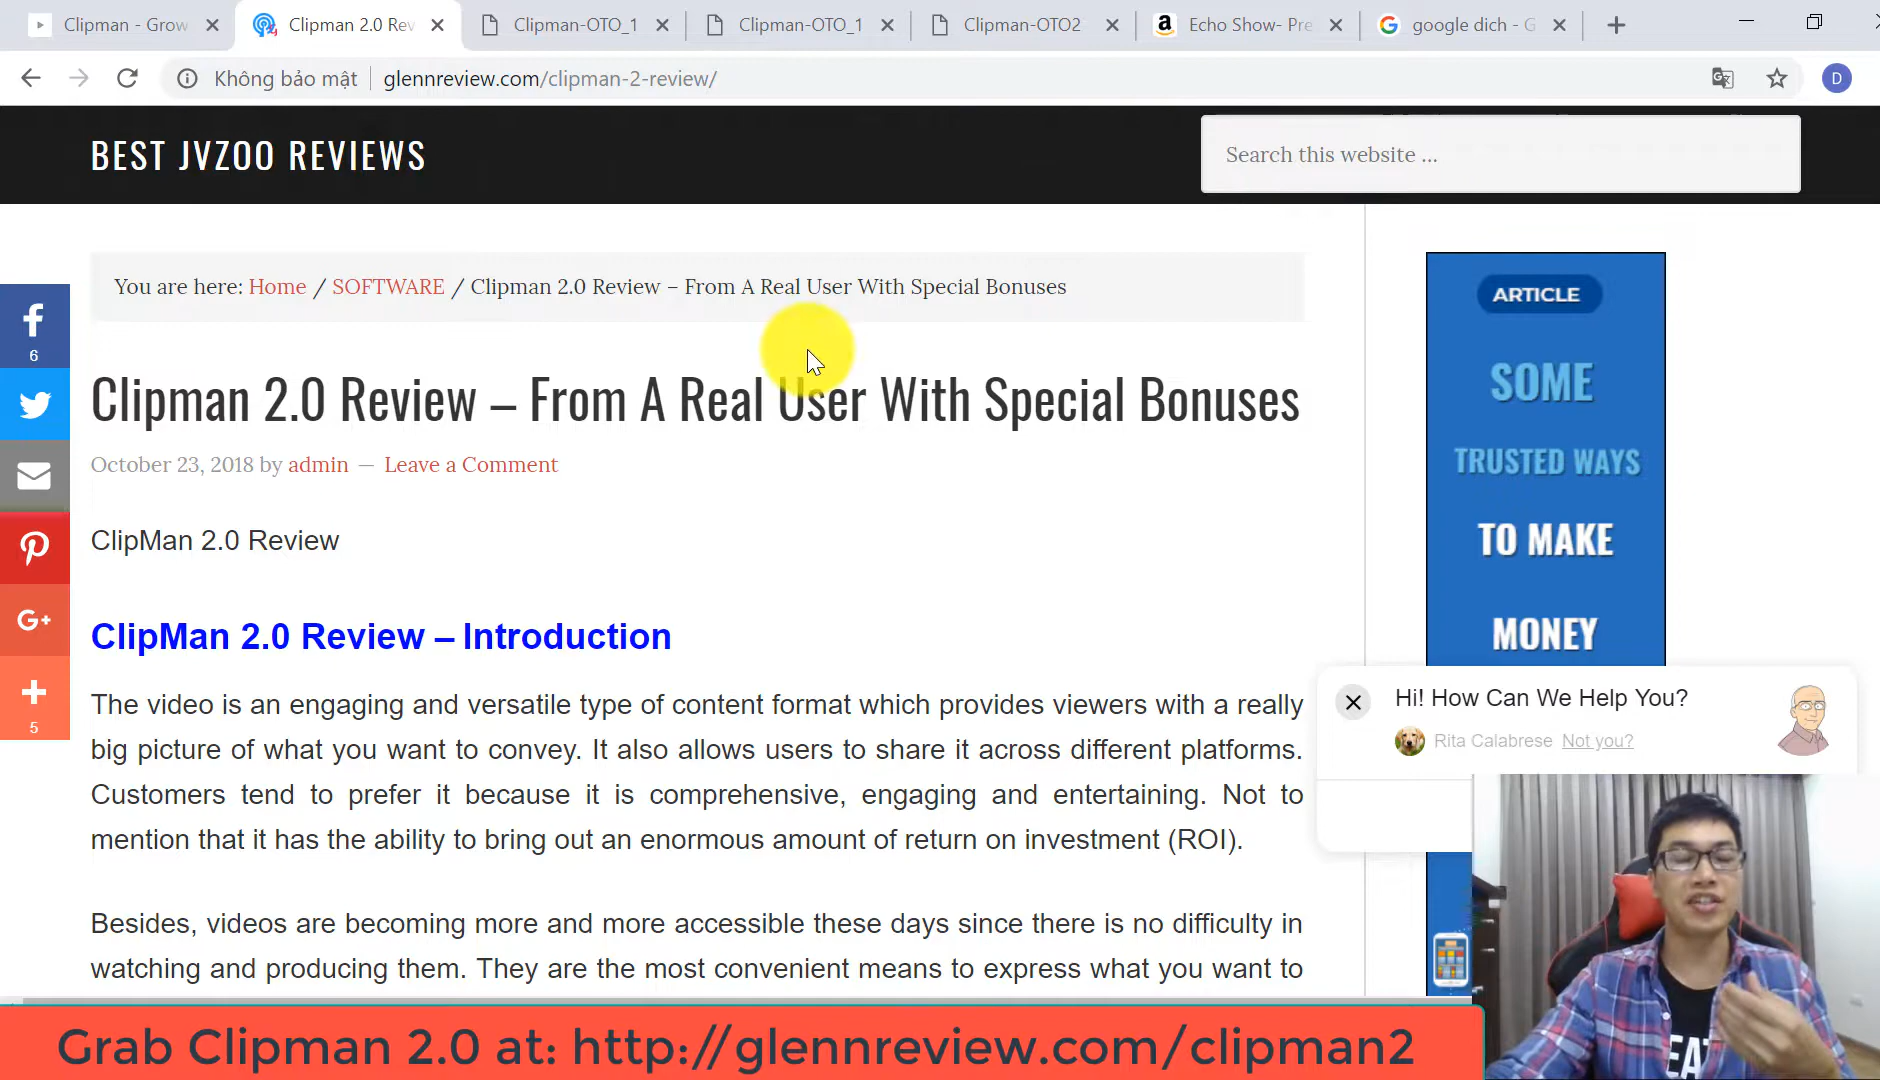 Clipman - Grow
Clipman 2.0 Rev
Clipman-OTO_1
Clipman-OTO_1
Clipman-OTO2
Echo Show- Pre
google dich - G
Không bảo mật
glennreview.com/clipman-2-review/
D
BEST JVZOO REVIEWS
Search this website ...
You are here: Home / SOFTWARE / Clipman 2.0 Review – From A Real User With Special Bonuses
Clipman 2.0 Review – From A Real User With Special Bonuses
October 23, 2018 by admin — Leave a Comment
ClipMan 2.0 Review
ClipMan 2.0 Review – Introduction
The video is an engaging and versatile type of content format which provides viewers with a really
big picture of what you want to convey. It also allows users to share it across different platforms.
Customers tend to prefer it because it is comprehensive, engaging and entertaining. Not to
mention that it has the ability to bring out an enormous amount of return on investment (ROI).
Besides, videos are becoming more and more accessible these days since there is no difficulty in
watching and producing them. They are the most convenient means to express what you want to
6
G+
5
ARTICLE
SOME
TRUSTED WAYS
TO MAKE
MONEY
Hi! How Can We Help You?
Rita Calabrese Not you?
Grab Clipman 2.0 at: http://glennreview.com/clipman2